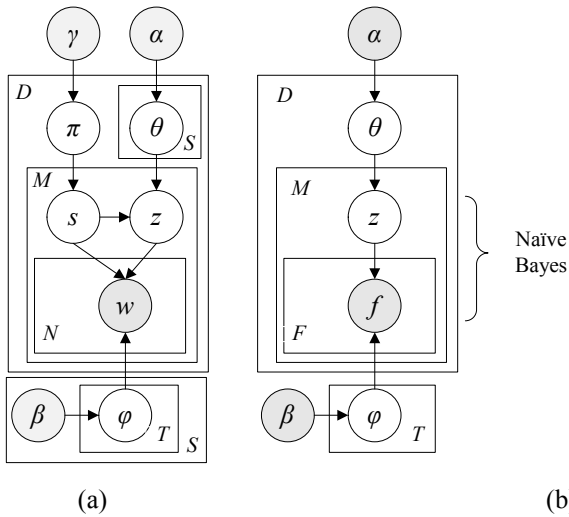 γ α α
D D
π θ θ
S
M M
s z z
Naïve
Bayes
w f
N F
β φ β φ
T S T
(a) (b